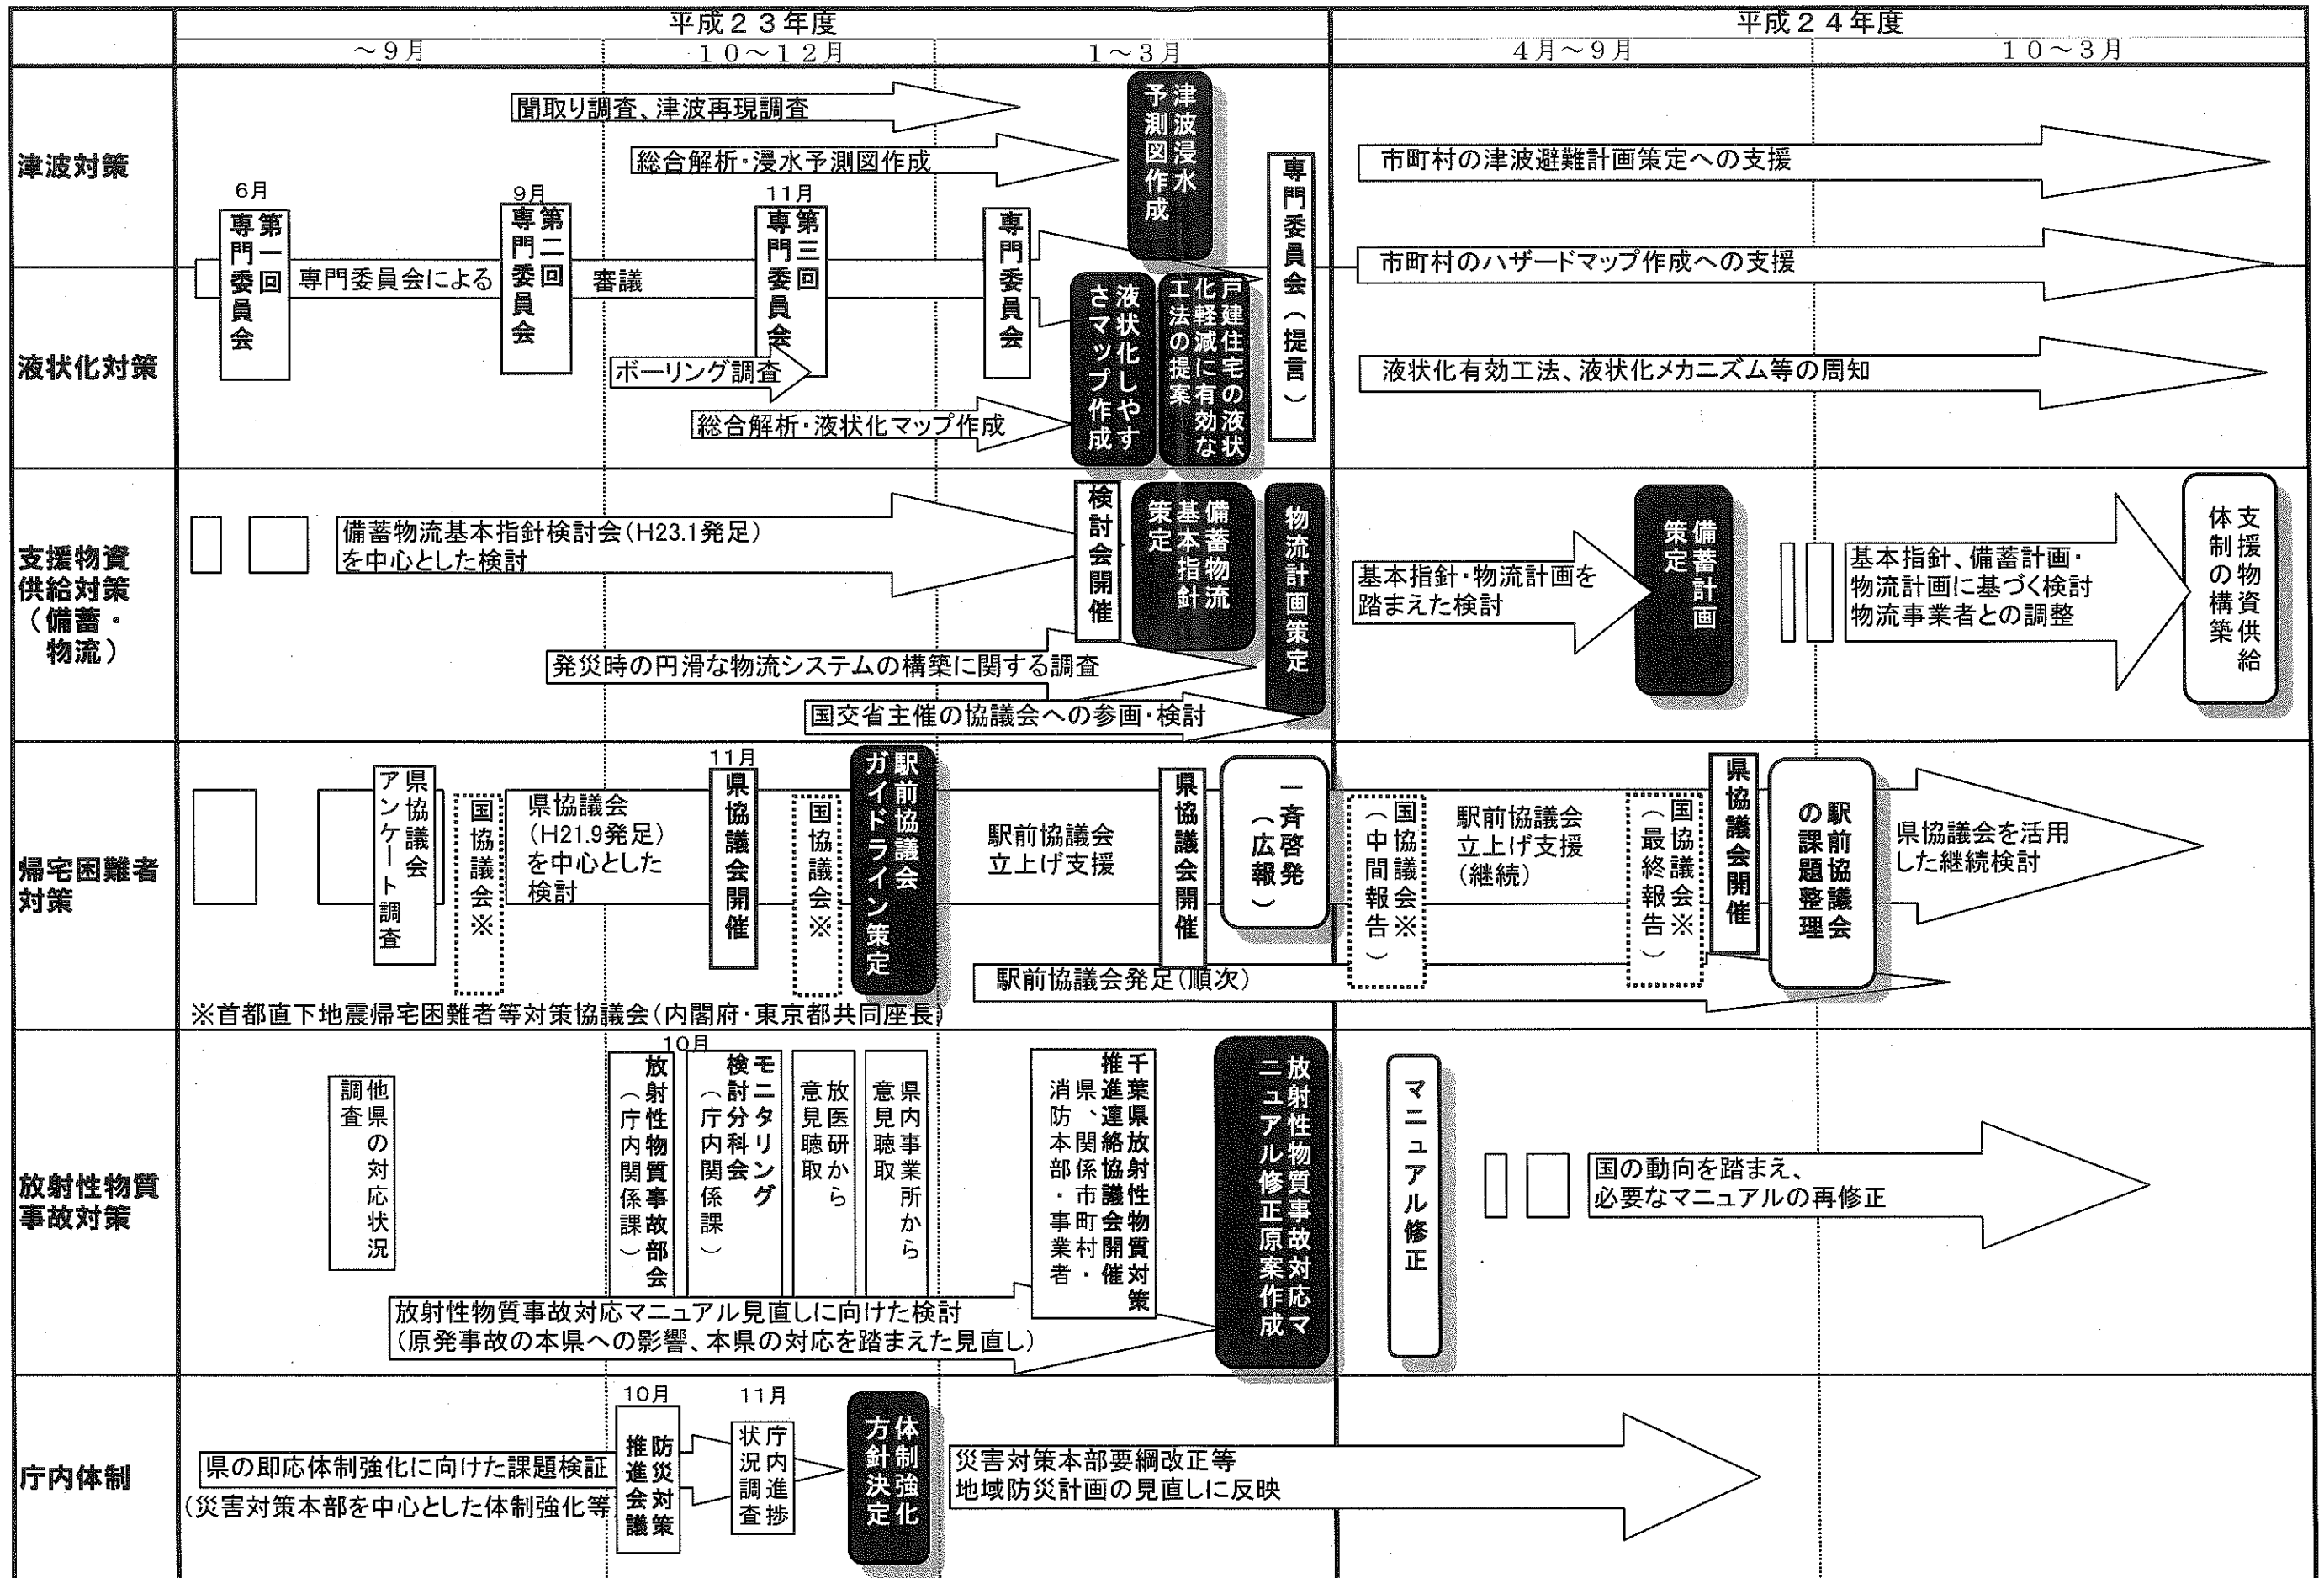 平成２３年度
平成２４年度
～９月
１０～１２月
１～３月
４月～９月
１０～３月
津波対策
聞取り調査、津波再現調査
総合解析・浸水予測図作成
津波浸水
予測図作成
市町村の津波避難計画策定への支援
6月
第一回
専門委員会
9月
第二回
専門委員会
11月
第三回
専門委員会
専門委員会
専門委員会（提言）
専門委員会による
審議
市町村のハザードマップ作成への支援
液状化対策
ボーリング調査
総合解析・液状化マップ作成
液状化しやす
さマップ作成
戸建住宅の液状
化軽減に有効な
工法の提案
液状化有効工法、液状化メカニズム等の周知
支援物資
供給対策
（備蓄・
物流）
備蓄物流基本指針検討会（H23.1発足）
を中心とした検討
検討会開催
備蓄物流
基本指針
策定
物流計画策定
発災時の円滑な物流システムの構築に関する調査
国交省主催の協議会への参画・検討
基本指針・物流計画を
踏まえた検討
備蓄計画
策定
基本指針、備蓄計画・
物流計画に基づく検討
物流事業者との調整
支援物資供給
体制の構築
帰宅困難者
対策
県協議会
アンケート調査
国協議会※
県協議会
（H21.9発足）
を中心とした
検討
11月
県協議会開催
国協議会※
駅前協議会
ガイドライン策定
駅前協議会
立上げ支援
県協議会開催
一斉啓発
（広報）
国協議会※
（中間報告）
駅前協議会
立上げ支援
（継続）
国協議会※
（最終報告）
県協議会開催
駅前協議会
の課題整理
県協議会を活用
した継続検討
駅前協議会発足（順次）
※首都直下地震帰宅困難者等対策協議会（内閣府・東京都共同座長）
放射性物質
事故対策
他県の対応状況
調査
10月
放射性物質事故部会
（庁内関係課）
モニタリング
検討分科会
（庁内関係課）
放医研から
意見聴取
県内事業所から
意見聴取
千葉県放射性物質対策
推進連絡協議会開催
県、関係市町村・
消防本部・事業者
放射性物質事故対応マニュアル見直しに向けた検討
（原発事故の本県への影響、本県の対応を踏まえた見直し）
放射性物質事故対応マ
ニュアル修正原案作成
マニュアル修正
国の動向を踏まえ、
必要なマニュアルの再修正
庁内体制
県の即応体制強化に向けた課題検証
（災害対策本部を中心とした体制強化等
10月
防災対策
推進会議
11月
庁内進捗
状況調査
体制強化
方針決定
災害対策本部要綱改正等
地域防災計画の見直しに反映